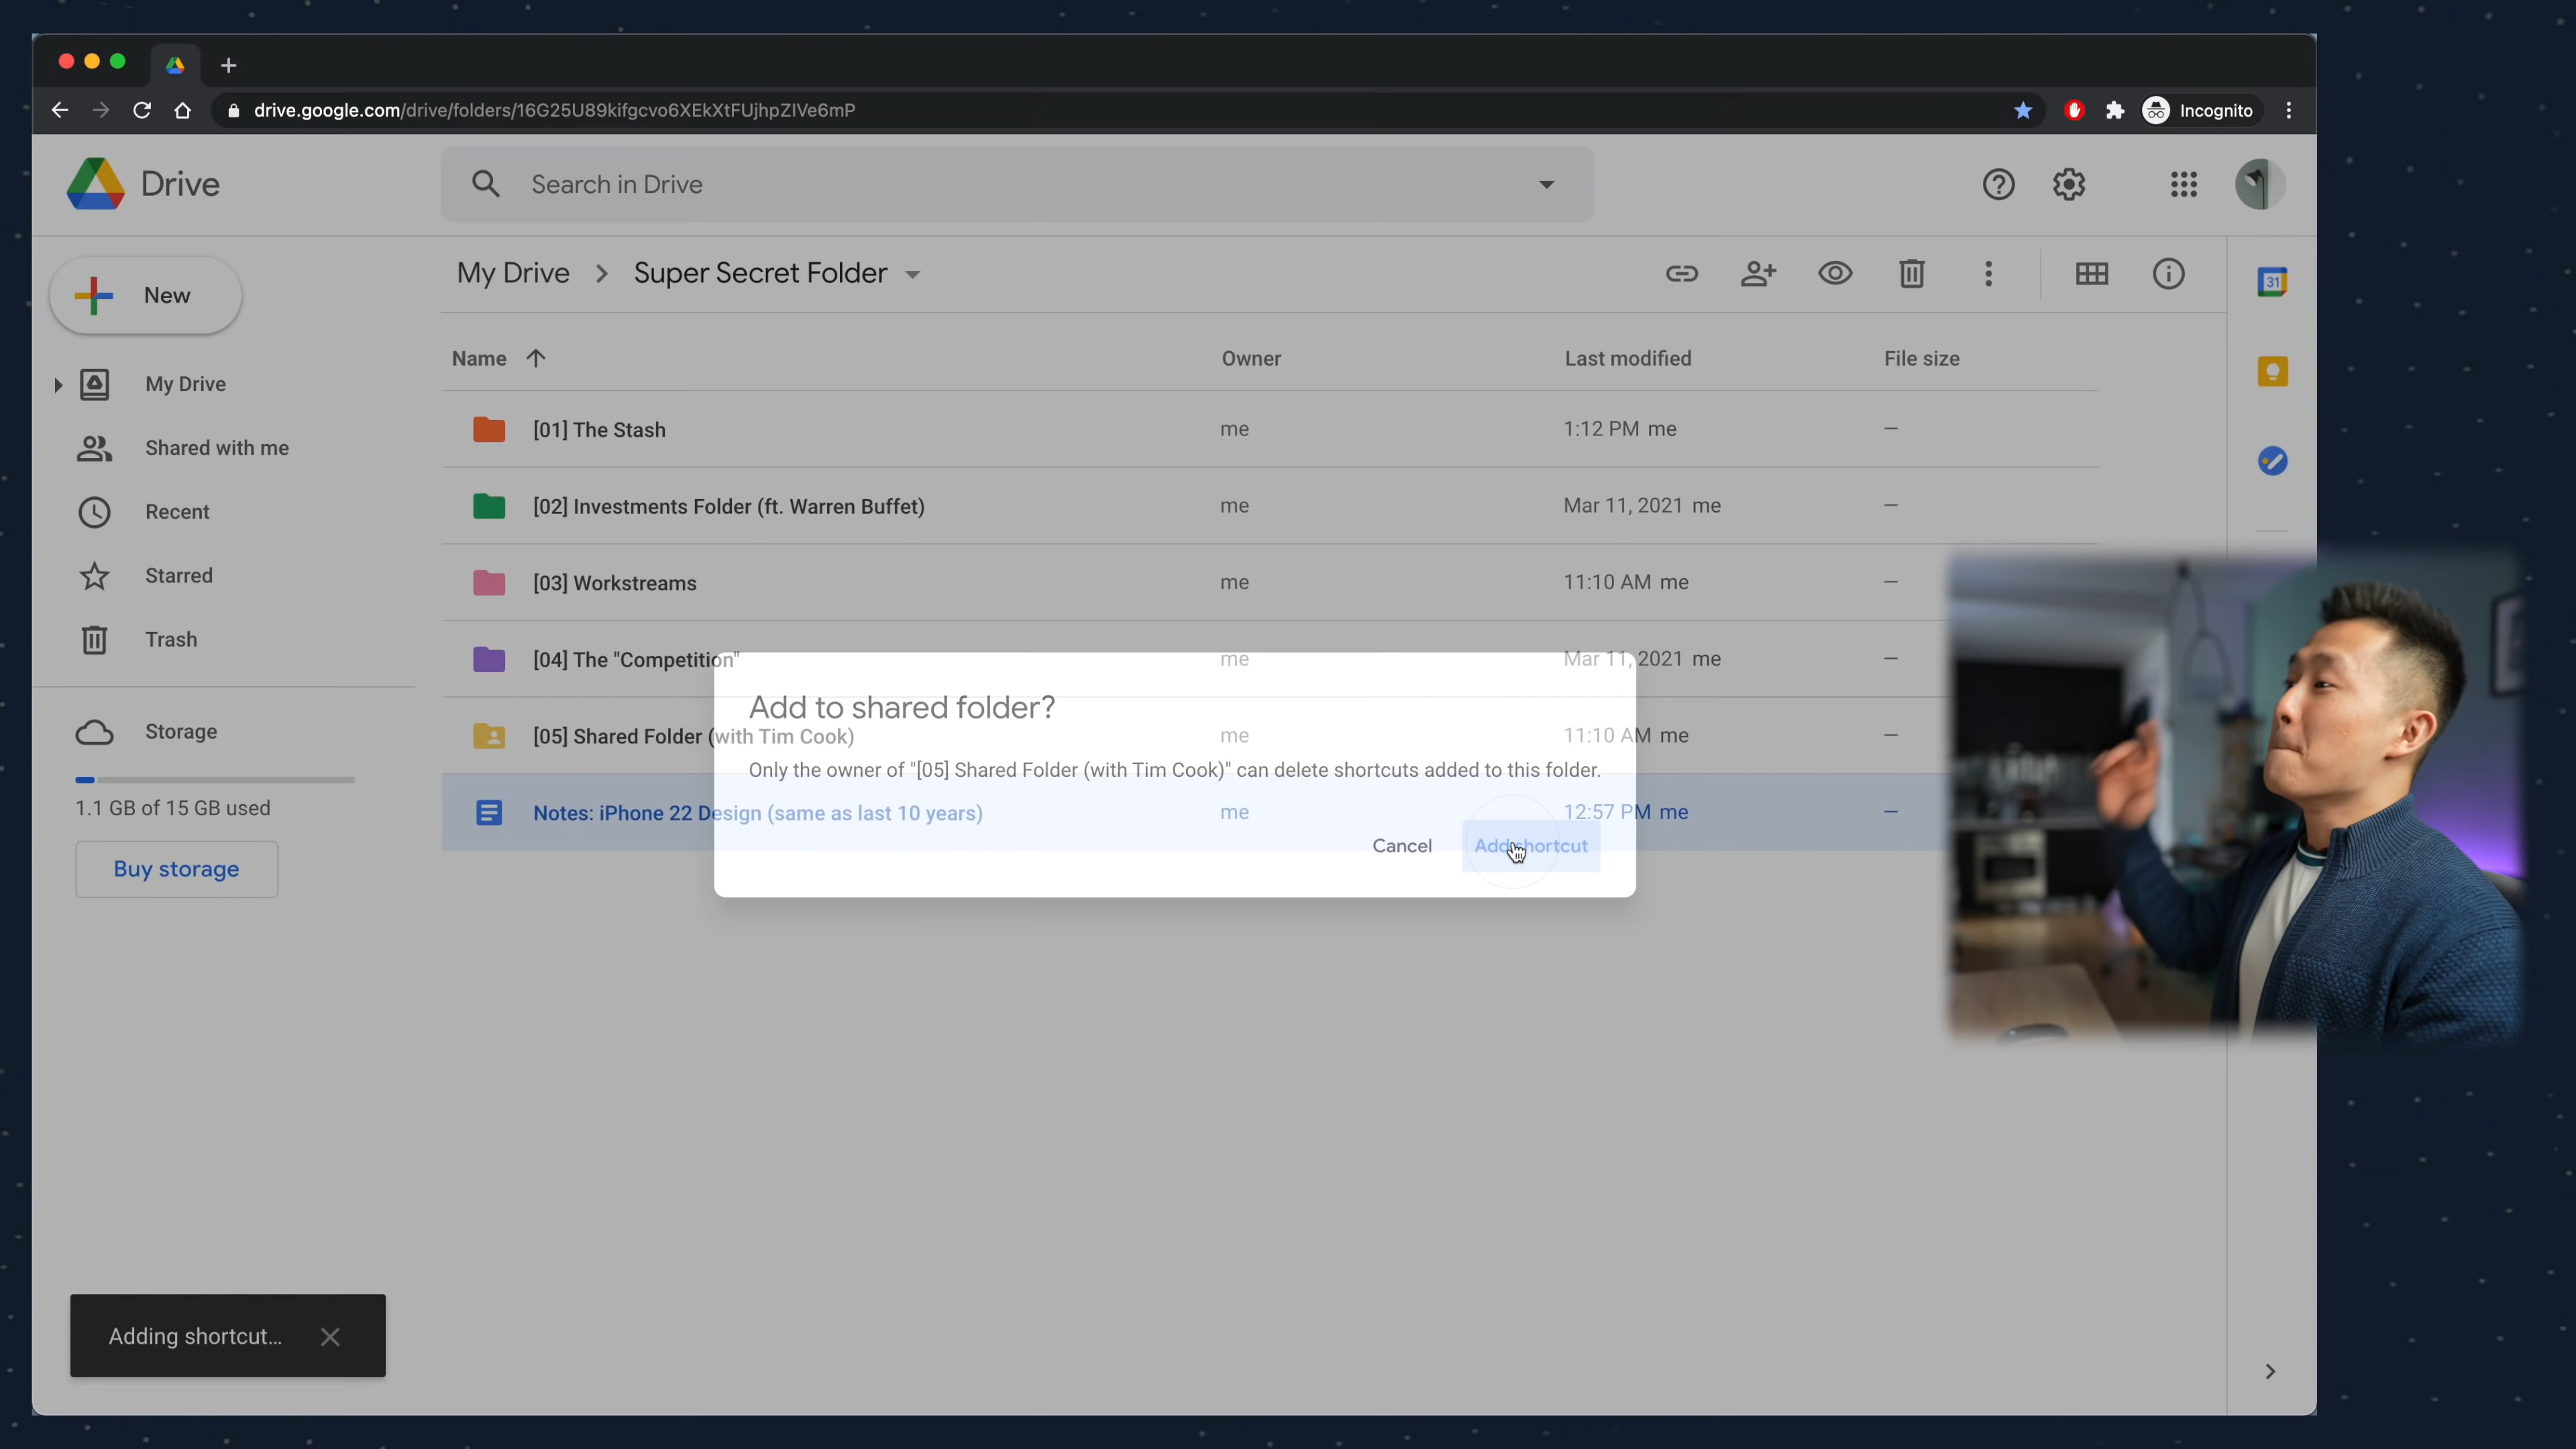 drive.google.com/drive/folders/16G25U89kifgcvo6XEkXtFUjhpZIVe6mP
Incognito
Drive
Search in Drive
New
My Drive
Shared with me
Recent
Starred
Trash
Storage
1.1 GB of 15 GB used
Buy storage
My Drive > Super Secret Folder
31
Name Owner Last modified File size
[01] The Stash me 1:12 PM me –
[02] Investments Folder (ft. Warren Buffet) me Mar 11, 2021 me –
[03] Workstreams me 11:10 AM me –
[04] The "Competition" me Mar 11, 2021 me –
[05] Shared Folder (with Tim Cook) me 11:10 AM me –
Notes: iPhone 22 Design (same as last 10 years) me 12:57 PM me –
Add to shared folder?
Only the owner of "[05] Shared Folder (with Tim Cook)" can delete shortcuts added to this folder.
Cancel Add shortcut
Adding shortcut...